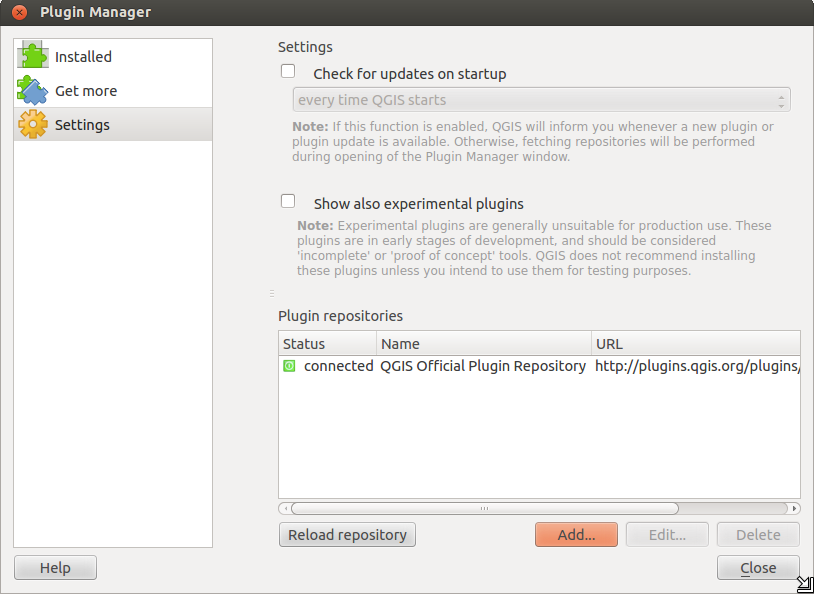 Plugin Manager
Installed
Get more
Settings
Settings
Check for updates on startup
every time QGIS starts
Note: If this function is enabled, QGIS will inform you whenever a new plugin or
plugin update is available. Otherwise, fetching repositories will be performed
during opening of the Plugin Manager window.
Show also experimental plugins
Note: Experimental plugins are generally unsuitable for production use. These
plugins are in early stages of development, and should be considered
'incomplete' or 'proof of concept' tools. QGIS does not recommend installing
these plugins unless you intend to use them for testing purposes.
Plugin repositories
Status Name URL
connected QGIS Official Plugin Repository http://plugins.qgis.org/plugins/
Reload repository Add... Edit... Delete
Help Close